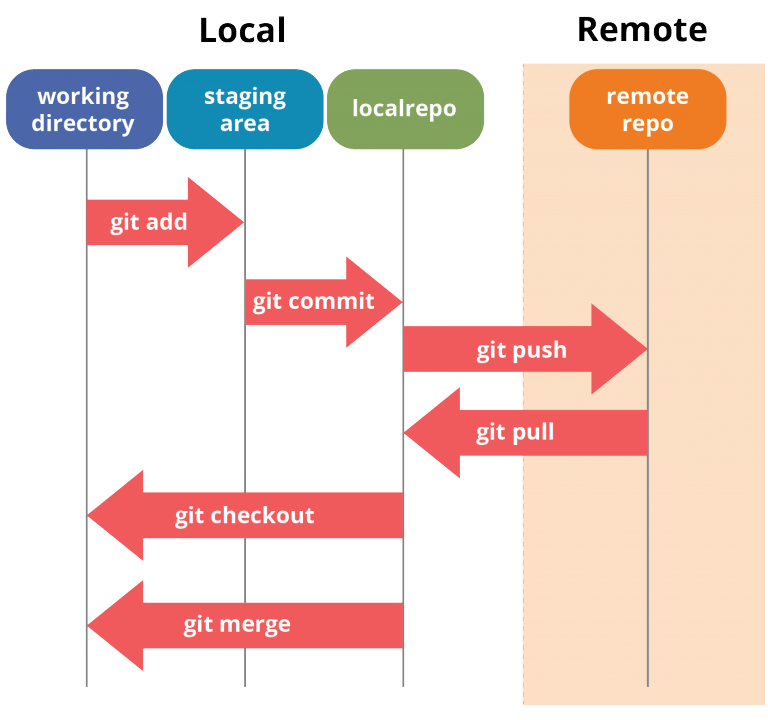 Local
Remote
working
directory
staging
area
localrepo
remote
repo
git add
git commit
git push
git pull
git checkout
git merge